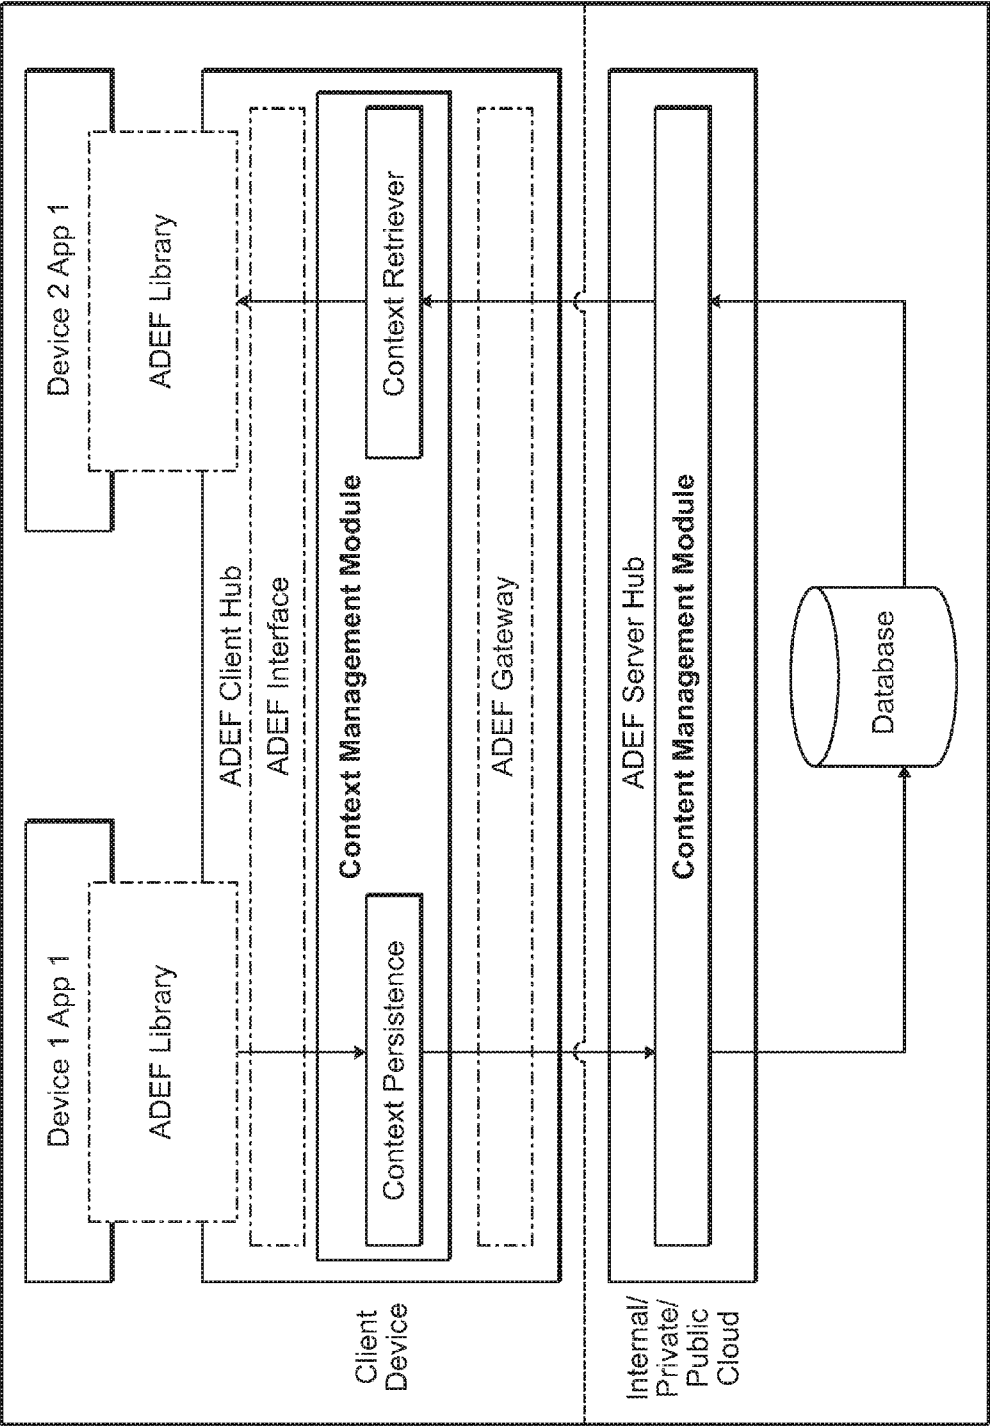 Device 1 App 1
Device 2 App 1
ADEF Library
ADEF Library
ADEF Client Hub
ADEF Interface
Client
Device
Context Management Module
Context Persistence
Context Retriever
ADEF Gateway
Internal/
Private/
Public
Cloud
ADEF Server Hub
Content Management Module
Database